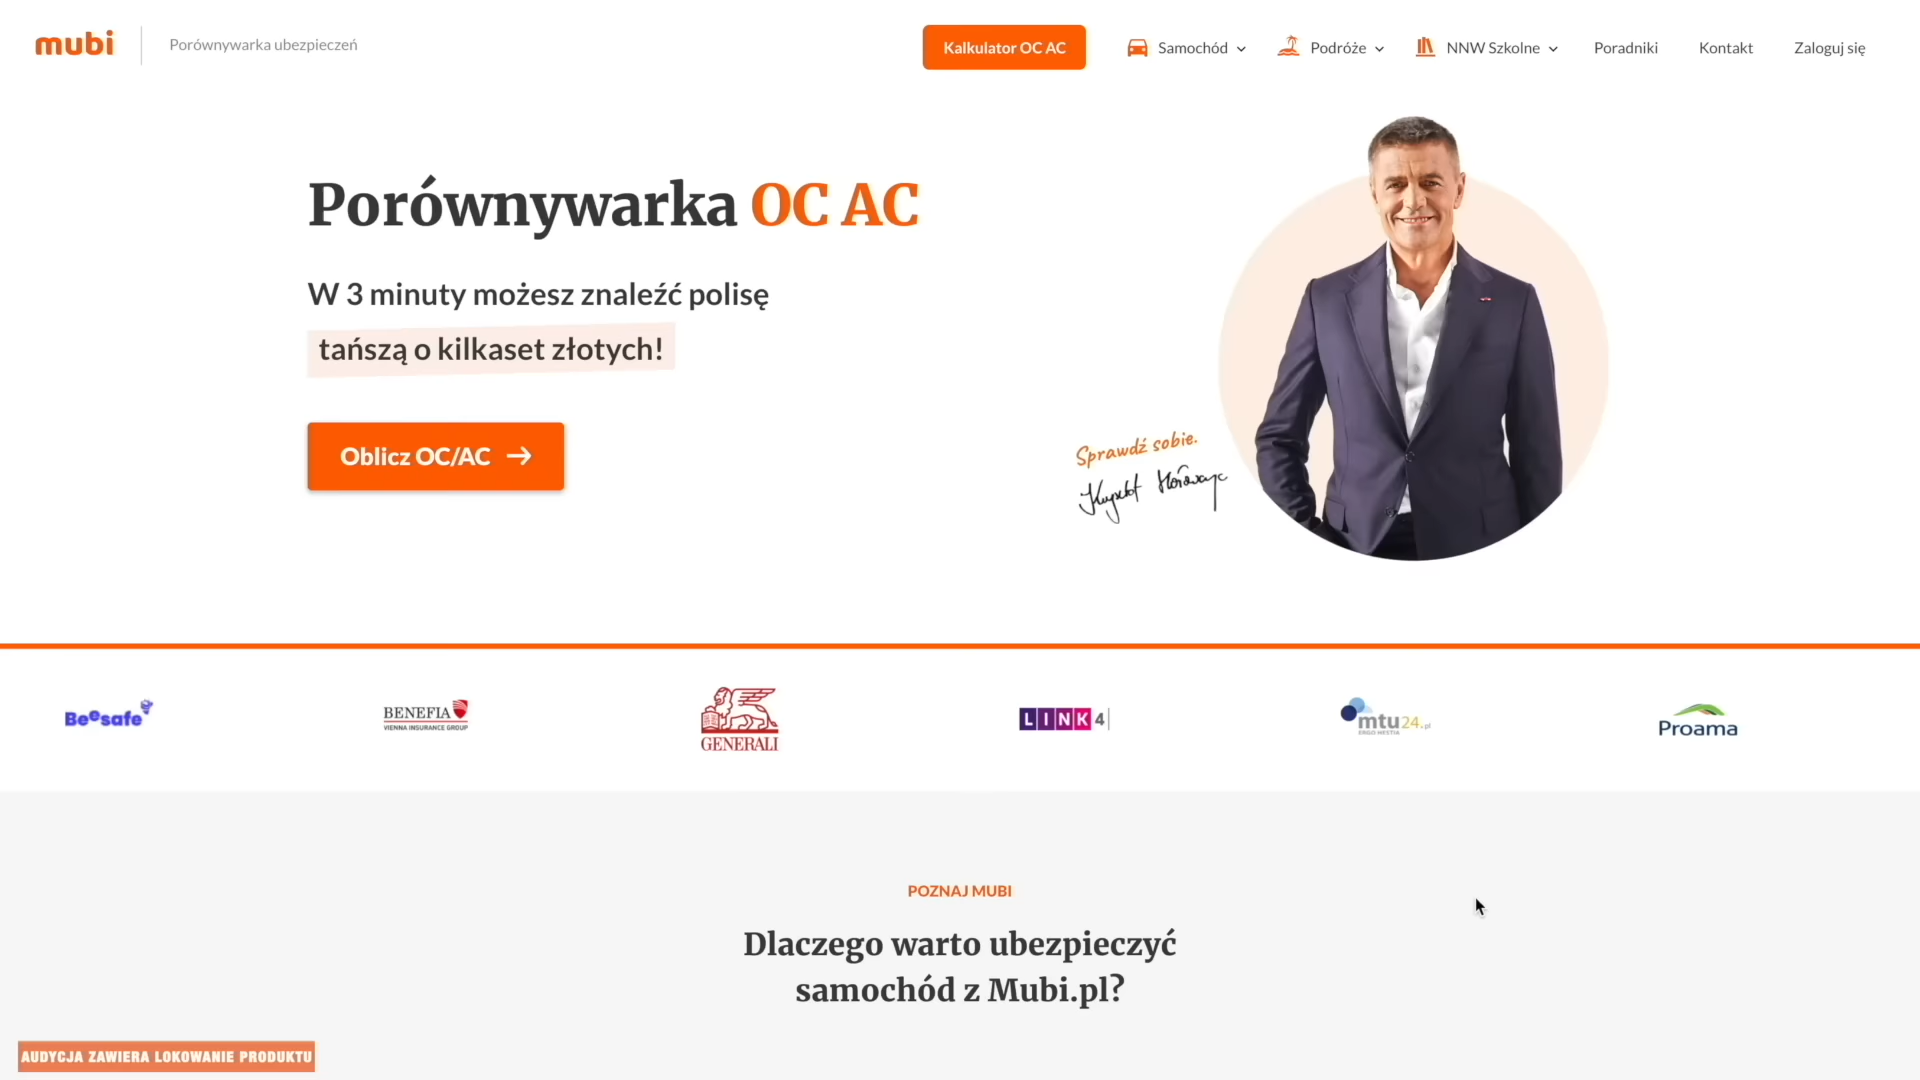 mubi
Porównywarka ubezpieczeń
Kalkulator OC AC
Samochód
Podróże
NNW Szkolne
Poradniki
Kontakt
Zaloguj się
Porównywarka OC AC
W 3 minuty możesz znaleźć polisę
tańszą o kilkaset złotych!
Oblicz OC/AC
Sprawdź sobie.
Beesafe
BENEFIA
VIENNA INSURANCE GROUP
GENERALI
LINK4
mtu24.pl
ERGO HESTIA
Proama
POZNAJ MUBI
Dlaczego warto ubezpieczyć
samochód z Mubi.pl?
AUDYCJA ZAWIERA LOKOWANIE PRODUKTU